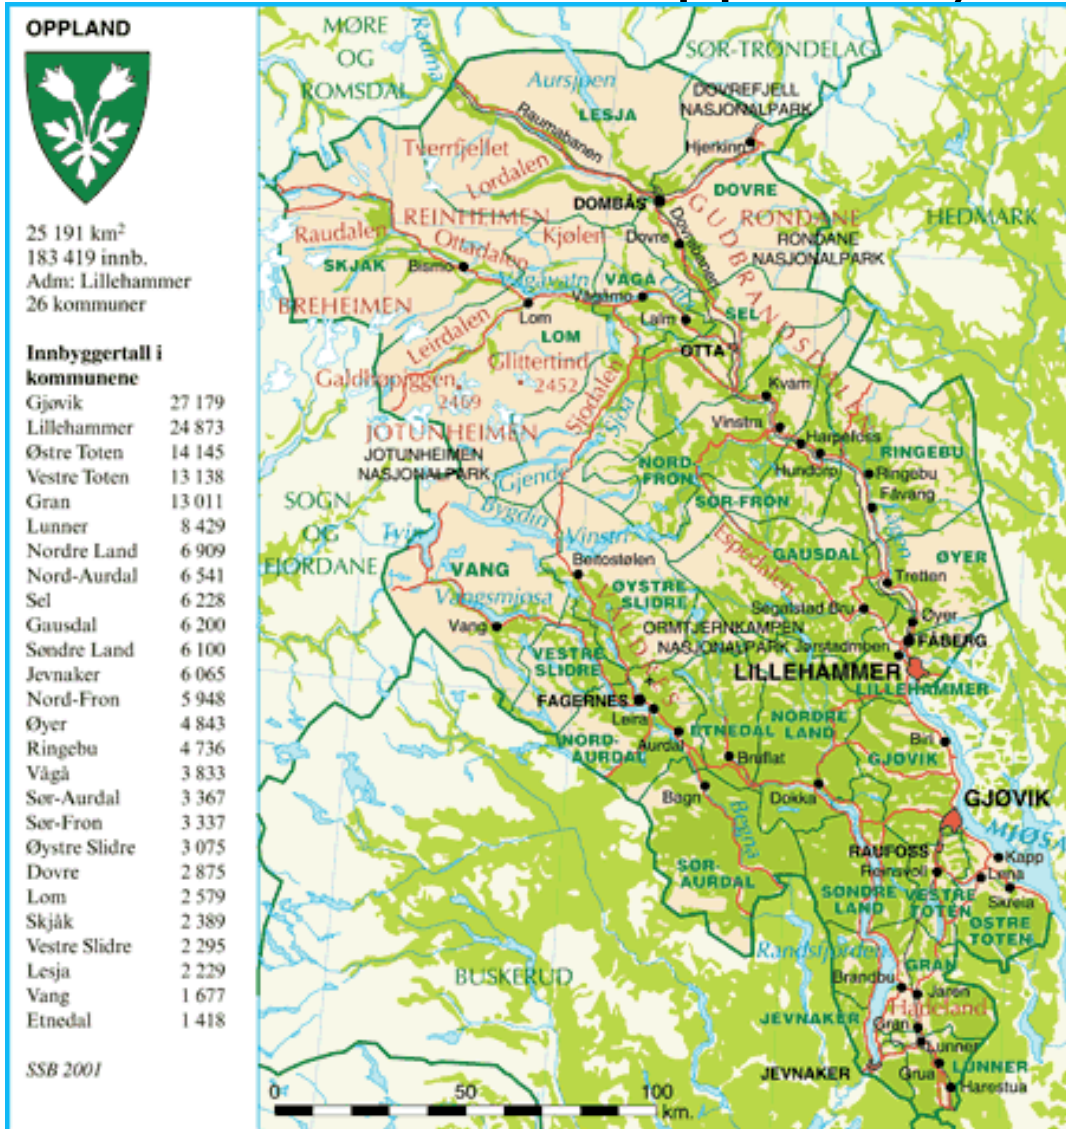 OPPLAND
25 191 km²
183 419 innb.
Adm: Lillehammer
26 kommuner
Innbyggertall i
kommunene
Gjøvik 27 179
Lillehammer 24 873
Østre Toten 14 145
Vestre Toten 13 138
Gran 13 011
Lunner 8 429
Nordre Land 6 909
Nord-Aurdal 6 541
Sel 6 228
Gausdal 6 200
Søndre Land 6 100
Jevnaker 6 065
Nord-Fron 5 948
Øyer 4 843
Ringebu 4 736
Vågå 3 833
Sør-Aurdal 3 367
Sør-Fron 3 337
Øystre Slidre 3 075
Dovre 2 875
Lom 2 579
Skjåk 2 389
Vestre Slidre 2 295
Lesja 2 229
Vang 1 677
Etnedal 1 418
SSB 2001
MØRE
OG
ROMSDAL
Rauma
SØR-TRØNDELAG
Aursjoen
DOVREFJELL
NASJONALPARK
LESJA
Raumabanen
Hjerkinn
Tverrfjellet
Lordalen
DOMBÅS
DOVRE
GUDBRANDSDALEN
REINHEIMEN
RONDANE
HEDMARK
Raudalen
Kjølen
Dovre
Dovrebanen
RONDANE
NASJONALPARK
Ottadalen
SKJAK
Bismo
Vågåvatn
VÅGÅ
Otta
BREHEIMEN
Vågåmo
Lom
Lalm
SEL
Leirdalen
LOM
OTTA
Glittertind
2452
Galdhøpiggen
2469
Sjodalen
Sjoa
Kvam
JOTUNHEIMEN
JOTUNHEIMEN
NASJONALPARK
Vinstra
Harpefoss
Hundorp
RINGEBU
Ringebu
Gjende
NORD-
FRON
SØR-FRON
Fåvang
SOGN
OG
FJORDANE
Bygdin
Tyin
Vinstri
Espedalen
Lågen
GAUSDAL
ØYER
VANG
Beitostølen
Tretten
Vangsmjøsa
ØYSTRE
SLIDRE
VALDRES
Segalstad Bru
Øyer
Vang
ORMTJERNKAMPEN
NASJONALPARK
Jørstadmoen
FÅBERG
VESTRE
SLIDRE
LILLEHAMMER
LILLEHAMMER
FAGERNES
Leira
NORDRE
LAND
NORD-
AURDAL
Aurdal
ETNEDAL
Biri
Bruflat
GJØVIK
Bagn
Dokka
GJØVIK
Begna
MJØSA
RAUFOSS
Kapp
SØR-
AURDAL
Reinsvoll
Lena
SØNDRE
LAND
VESTRE
TOTEN
Skreia
ØSTRE
TOTEN
Randsfjorden
GRAN
BUSKERUD
Brandbu
Jaren
Hadeland
JEVNAKER
Gran
Lunner
JEVNAKER
Grua
LUNNER
Harestua
0 50 100
km.